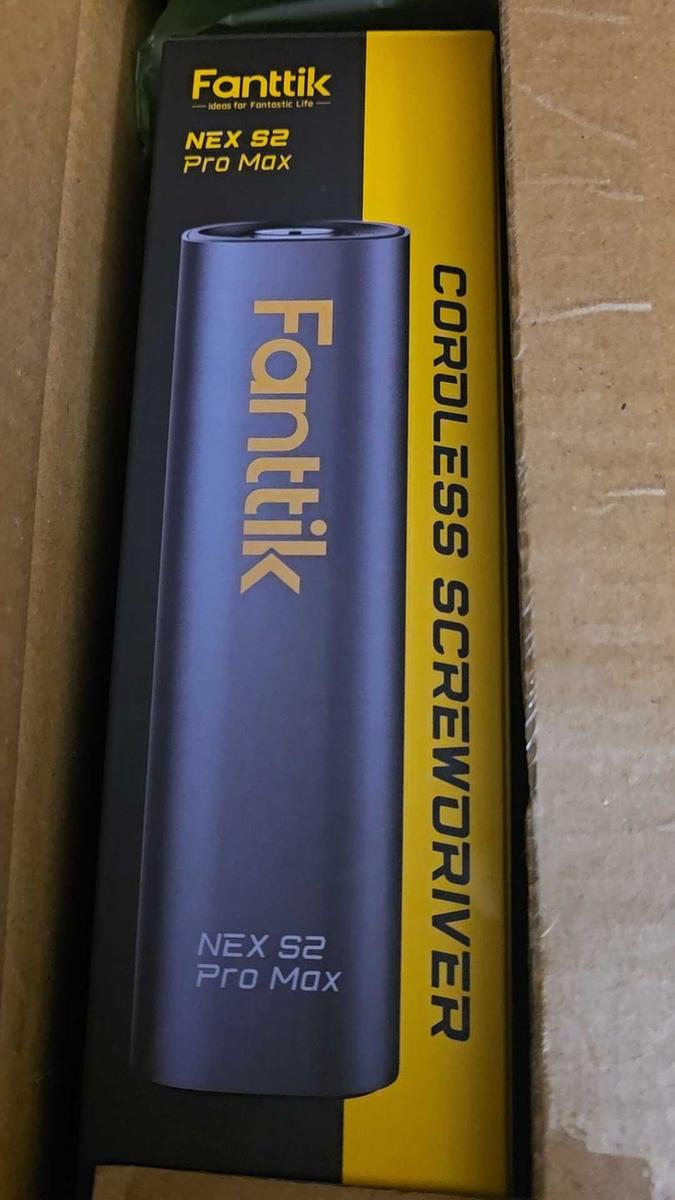 Fanttik
Ideas for Fantastic Life
NEX S2
Pro Max
Fanttik
CORDLESS SCREWDRIVER
NEX S2
Pro Max